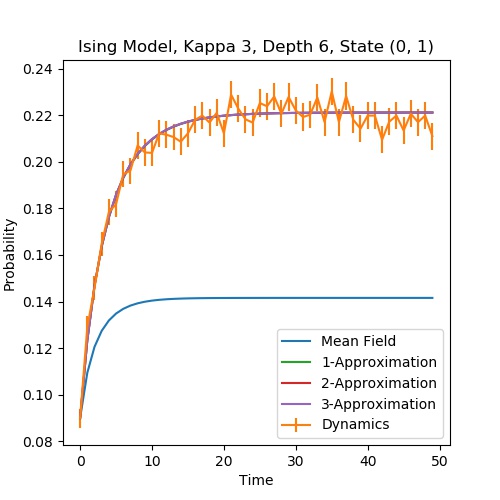 Ising Model, Kappa 3, Depth 6, State (0, 1)
0.24
0.22
0.20
0.18
0.16
0.14
0.12
0.10
0.08
Probability
Mean Field
1-Approximation
2-Approximation
3-Approximation
Dynamics
0 10 20 30 40 50
Time